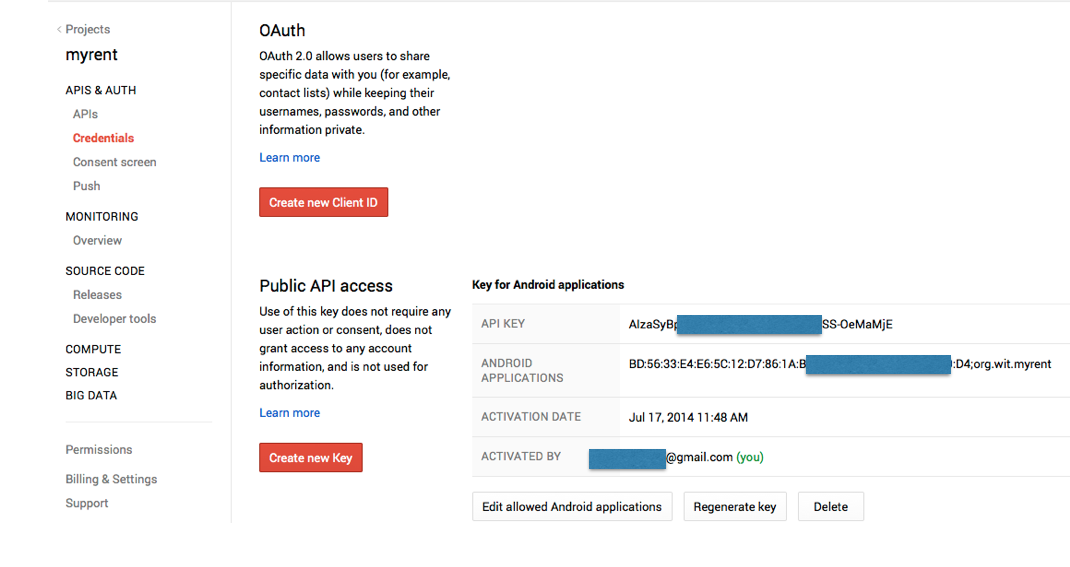 < Projects
myrent
APIS & AUTH
APIs
Credentials
Consent screen
Push
MONITORING
Overview
SOURCE CODE
Releases
Developer tools
COMPUTE
STORAGE
BIG DATA
Permissions
Billing & Settings
Support
OAuth
OAuth 2.0 allows users to share
specific data with you (for example,
contact lists) while keeping their
usernames, passwords, and other
information private.
Learn more
Create new Client ID
Public API access
Use of this key does not require any
user action or consent, does not
grant access to any account
information, and is not used for
authorization.
Learn more
Create new Key
Key for Android applications
API KEY AIzaSyBp SS-OeMaMjE
ANDROID
APPLICATIONS
BD:56:33:E4:E6:5C:12:D7:86:1A:B :D4;org.wit.myrent
ACTIVATION DATE Jul 17, 2014 11:48 AM
ACTIVATED BY @gmail.com (you)
Edit allowed Android applications Regenerate key Delete